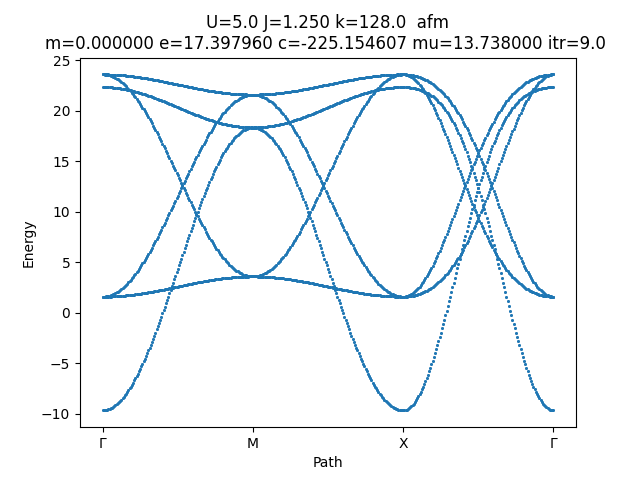 U=5.0 J=1.250 k=128.0  afm
m=0.000000 e=17.397960 c=-225.154607 mu=13.738000 itr=9.0
25
20
15
10
5
0
−5
−10
Energy
Γ M X Γ
Path